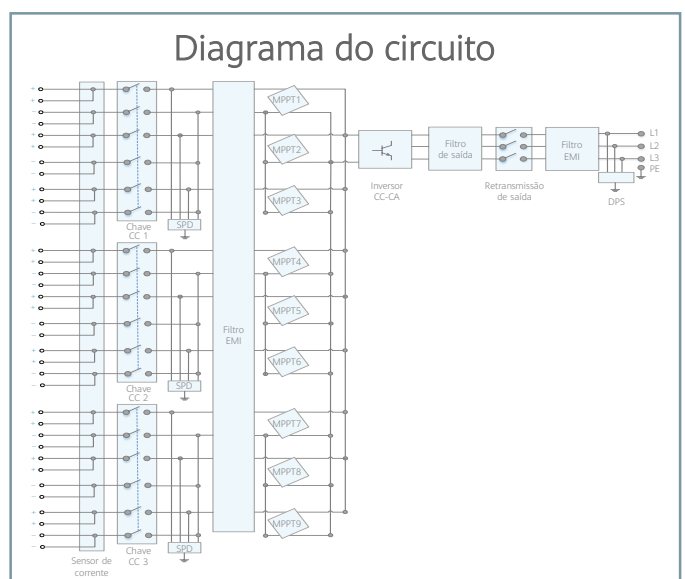 Diagrama do circuito
MPPT1
MPPT2
MPPT3
MPPT4
MPPT5
MPPT6
MPPT7
MPPT8
MPPT9
Chave
CC 1
SPD
Chave
CC 2
SPD
Chave
CC 3
SPD
Sensor de
corrente
Filtro
EMI
Inversor
CC-CA
Filtro
de saída
Retransmissão
de saída
Filtro
EMI
L1
L2
L3
PE
DPS